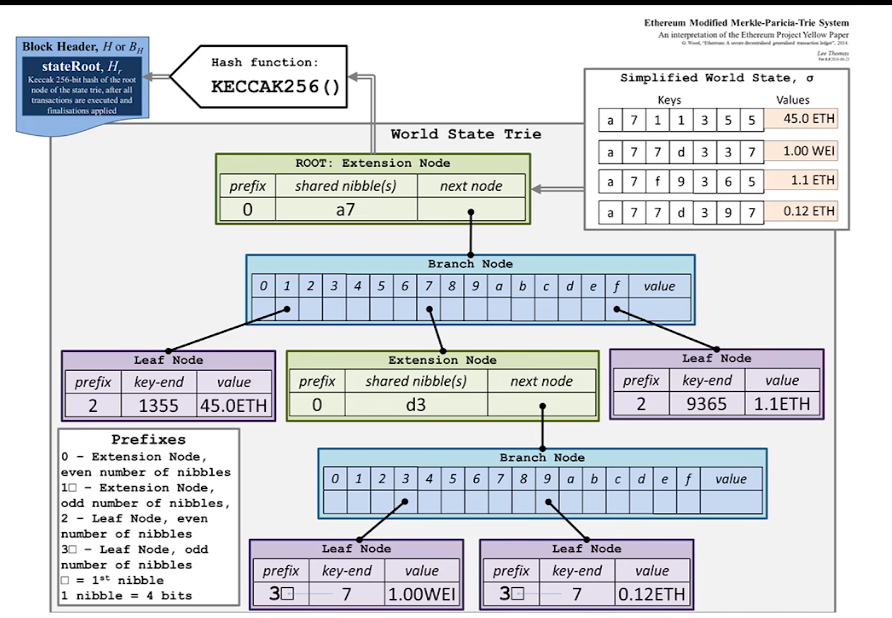 Ethereum Modified Merkle-Paricia-Trie System
An interpretation of the Ethereum Project Yellow Paper
G. Wood, "Ethereum: A secure decentralised generalised transaction ledger", 2014.
Lee Thomas
Block Header, H or B_H
stateRoot, H_r
Keccak 256-bit hash of the root
node of the state trie, after all
transactions are executed and
finalisations applied
Hash function:
KECCAK256()
Simplified World State, σ
Keys Values
a 7 1 1 3 5 5 45.0 ETH
a 7 7 d 3 3 7 1.00 WEI
a 7 f 9 3 6 5 1.1 ETH
a 7 7 d 3 9 7 0.12 ETH
World State Trie
ROOT: Extension Node
prefix shared nibble(s) next node
0 a7
Branch Node
0 1 2 3 4 5 6 7 8 9 a b c d e f value
Leaf Node
prefix key-end value
2 1355 45.0ETH
Extension Node
prefix shared nibble(s) next node
0 d3
Leaf Node
prefix key-end value
2 9365 1.1ETH
Prefixes
0 - Extension Node,
even number of nibbles
1□ - Extension Node,
odd number of nibbles,
2 - Leaf Node, even
number of nibbles
3□ - Leaf Node, odd
number of nibbles
□ = 1st nibble
1 nibble = 4 bits
Branch Node
0 1 2 3 4 5 6 7 8 9 a b c d e f value
Leaf Node
prefix key-end value
3□ 7 1.00WEI
Leaf Node
prefix key-end value
3□ 7 0.12ETH